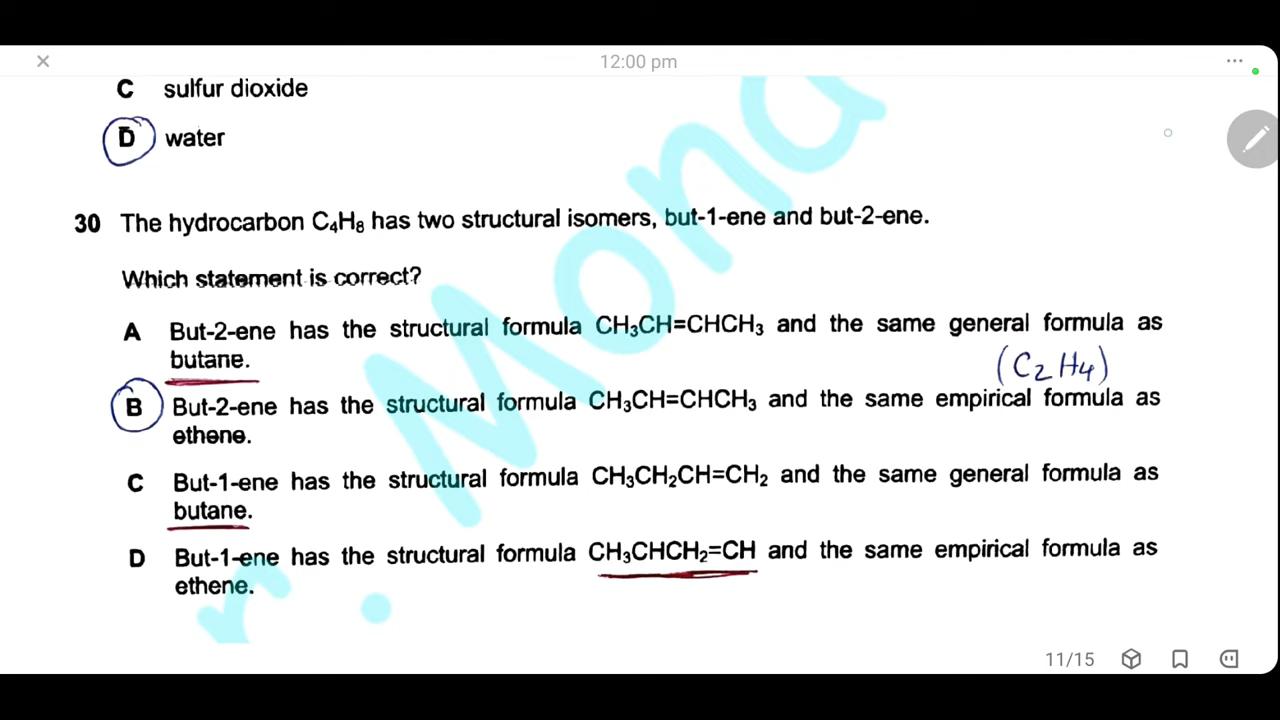 12:00 pm
C sulfur dioxide
D water
30 The hydrocarbon C₄H₈ has two structural isomers, but-1-ene and but-2-ene.
Which statement is correct?
A But-2-ene has the structural formula CH₃CH=CHCH₃ and the same general formula as
butane.
(C₂H₄)
B But-2-ene has the structural formula CH₃CH=CHCH₃ and the same empirical formula as
ethene.
C But-1-ene has the structural formula CH₃CH₂CH=CH₂ and the same general formula as
butane.
D But-1-ene has the structural formula CH₃CHCH₂=CH and the same empirical formula as
ethene.
r. Mona
11/15